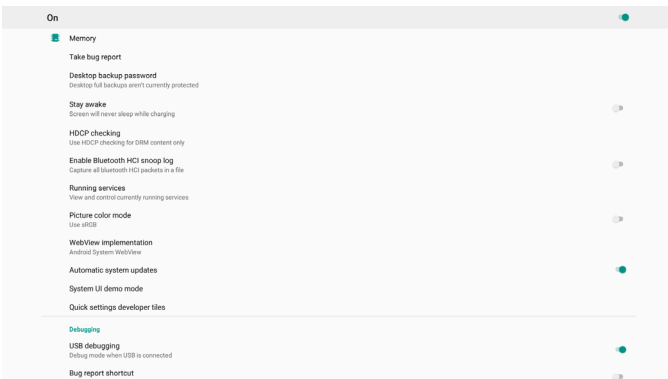 On
Memory
Take bug report
Desktop backup password
Desktop full backups aren't currently protected
Stay awake
Screen will never sleep while charging
HDCP checking
Use HDCP checking for DRM content only
Enable Bluetooth HCI snoop log
Capture all bluetooth HCI packets in a file
Running services
View and control currently running services
Picture color mode
Use sRGB
WebView implementation
Android System WebView
Automatic system updates
System UI demo mode
Quick settings developer tiles
Debugging
USB debugging
Debug mode when USB is connected
Bug report shortcut